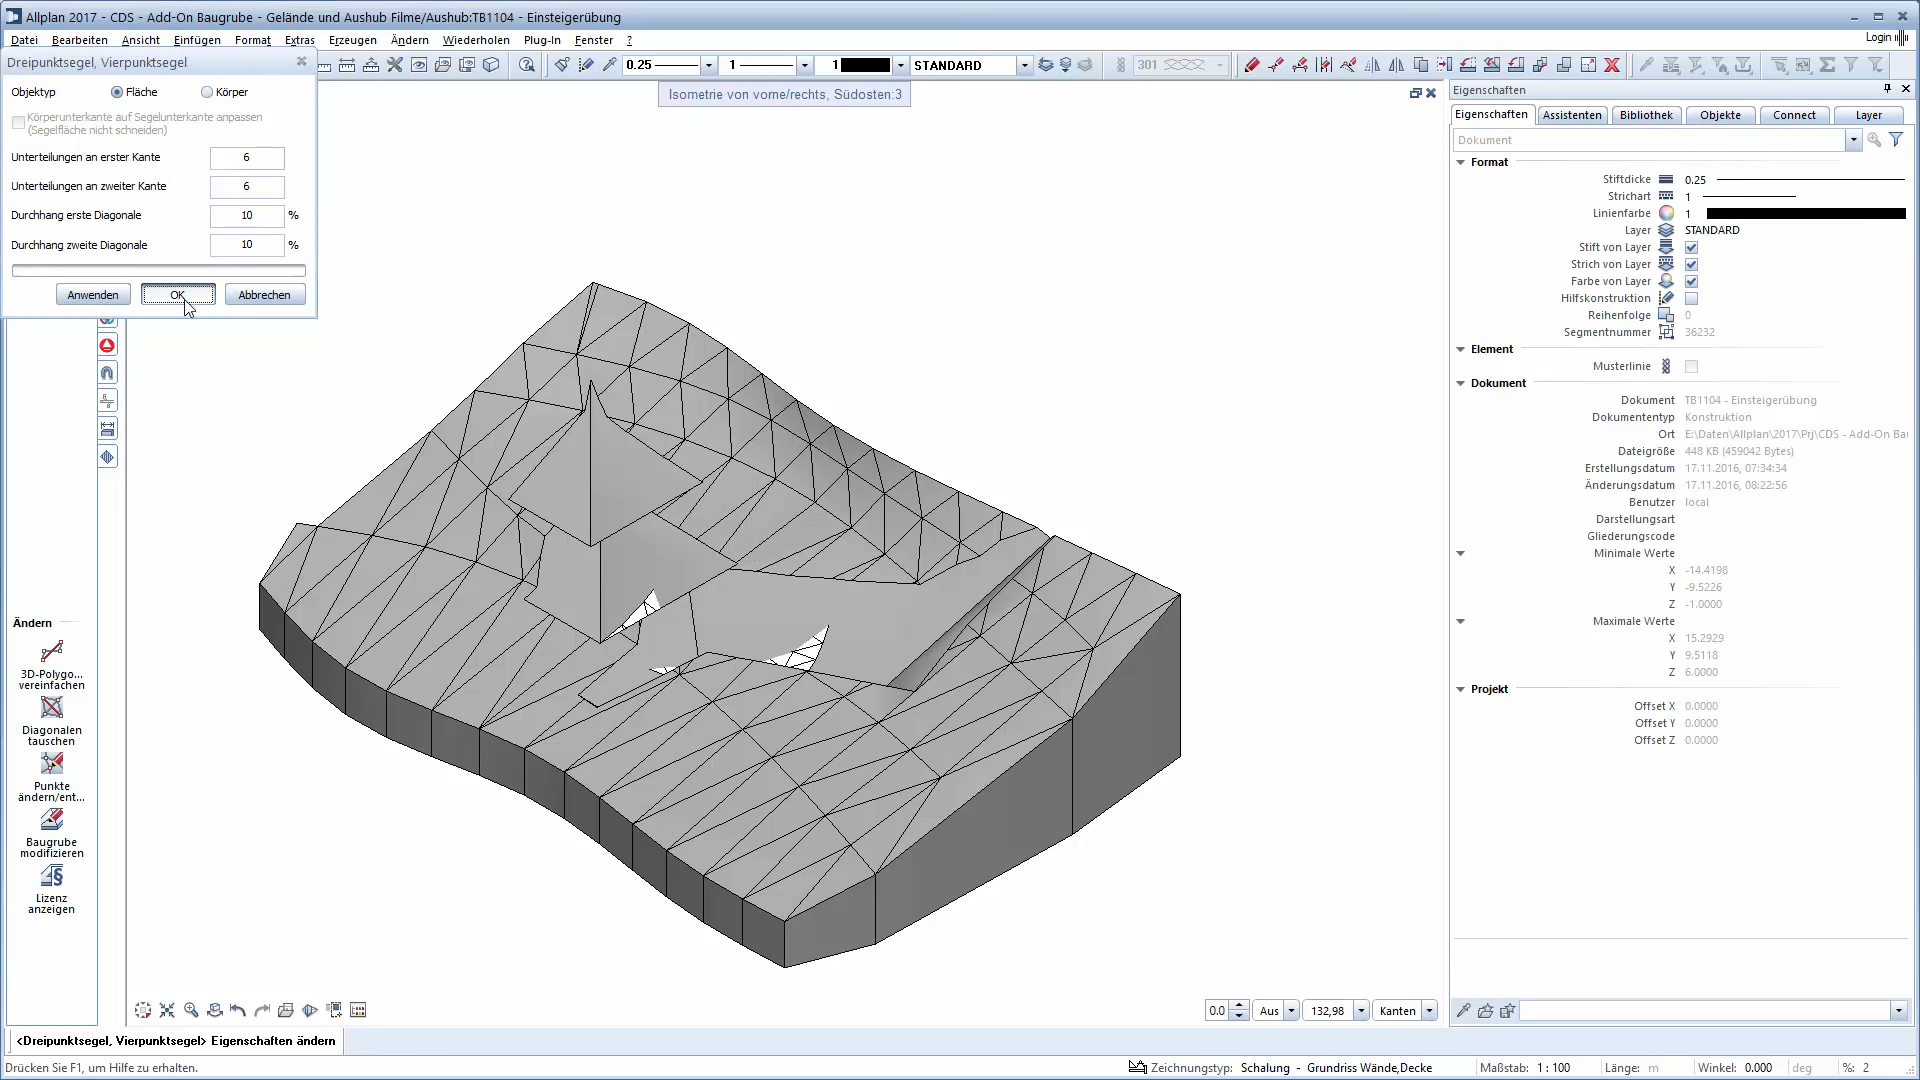 Allplan 2017 - CDS - Add-On Baugrube - Gelände und Aushub Filme/Aushub:TB1104 - Einsteigerübung
Datei Bearbeiten Ansicht Einfügen Format Extras Erzeugen Ändern Wiederholen Plug-In Fenster ?
Login
Dreipunktsegel, Vierpunktsegel
0.25 1 1 STANDARD 301
Objektyp Fläche Körper
Körperunterkante auf Segelunterkante anpassen
(Segelfläche nicht schneiden)
Unterteilungen an erster Kante 6
Unterteilungen an zweiter Kante 6
Durchhang erste Diagonale 10 %
Durchhang zweite Diagonale 10 %
Anwenden OK Abbrechen
Isometrie von vorne/rechts, Südosten:3
Ändern
3D-Polygo...
vereinfachen
Diagonalen
tauschen
Punkte
ändern/ent...
Baugrube
modifizieren
Lizenz
anzeigen
Eigenschaften
Eigenschaften Assistenten Bibliothek Objekte Connect Layer
Dokument
Format
Stiftdicke 0.25
Strichart 1
Linienfarbe 1
Layer STANDARD
Stift von Layer
Strich von Layer
Farbe von Layer
Hilfskonstruktion
Reihenfolge 0
Segmentnummer 36232
Element
Musterlinie
Dokument
Dokument TB1104 - Einsteigerübung
Dokumententyp Konstruktion
Ort E:\Daten\Allplan\2017\Prj\CDS - Add-On Bau
Dateigröße 448 KB (459042 Bytes)
Erstellungsdatum 17.11.2016, 07:34:34
Änderungsdatum 17.11.2016, 08:22:56
Benutzer local
Darstellungsart
Gliederungscode
Minimale Werte
X -14.4198
Y -9.5226
Z -1.0000
Maximale Werte
X 15.2929
Y 9.5118
Z 6.0000
Projekt
Offset X 0.0000
Offset Y 0.0000
Offset Z 0.0000
0.0 Aus 132,98 Kanten
<Dreipunktsegel, Vierpunktsegel> Eigenschaften ändern
Drücken Sie F1, um Hilfe zu erhalten.
Zeichnungstyp: Schalung - Grundriss Wände,Decke Maßstab: 1 : 100 Länge: m Winkel: 0.000 deg %: 2